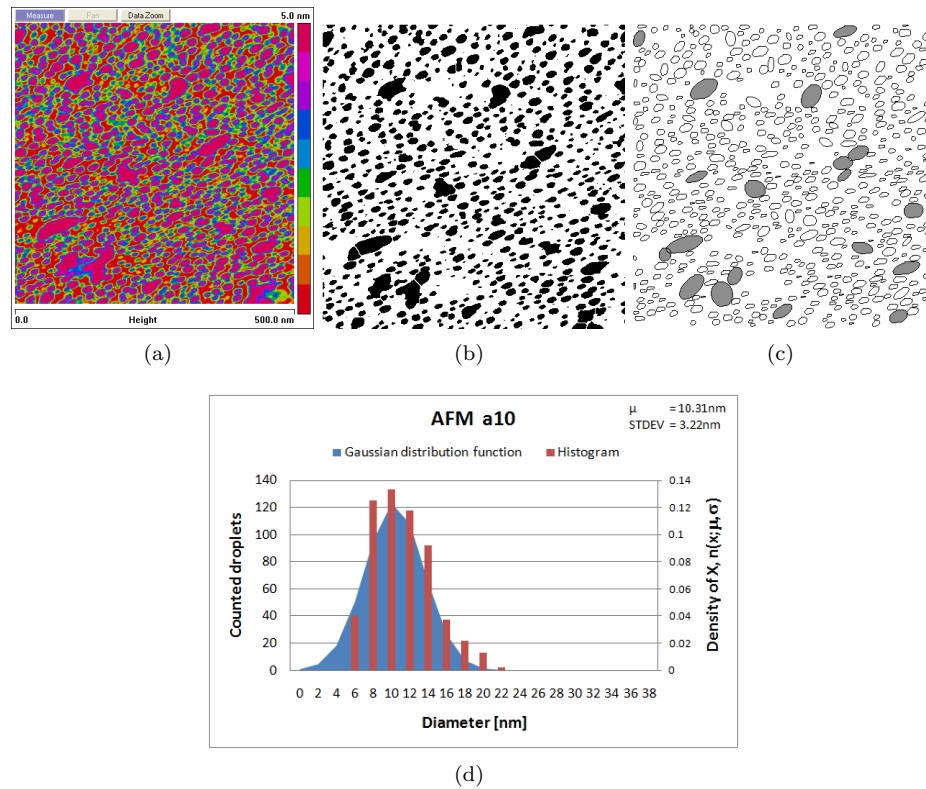 Measure Pan Data Zoom 5.0 nm
0.0 Height 500.0 nm
(a) (b) (c)
AFM a10
μ = 10.31nm
STDEV = 3.22nm
Gaussian distribution function Histogram
Counted droplets
140
120
100
80
60
40
20
0
0.14
0.12
0.1
0.08
0.06
0.04
0.02
0
Density of X, n(x;μ,σ)
0 2 4 6 8 10 12 14 16 18 20 22 24 26 28 30 32 34 36 38
Diameter [nm]
(d)